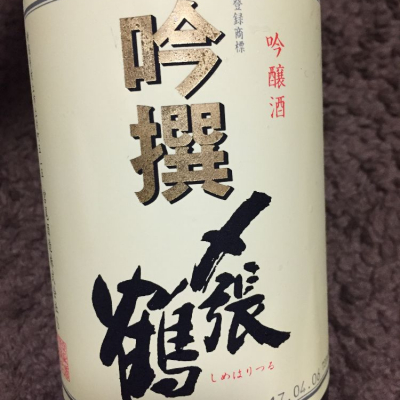 登録商標
吟醸酒
吟撰
〆張
鶴
しめはりつる
17.04.06